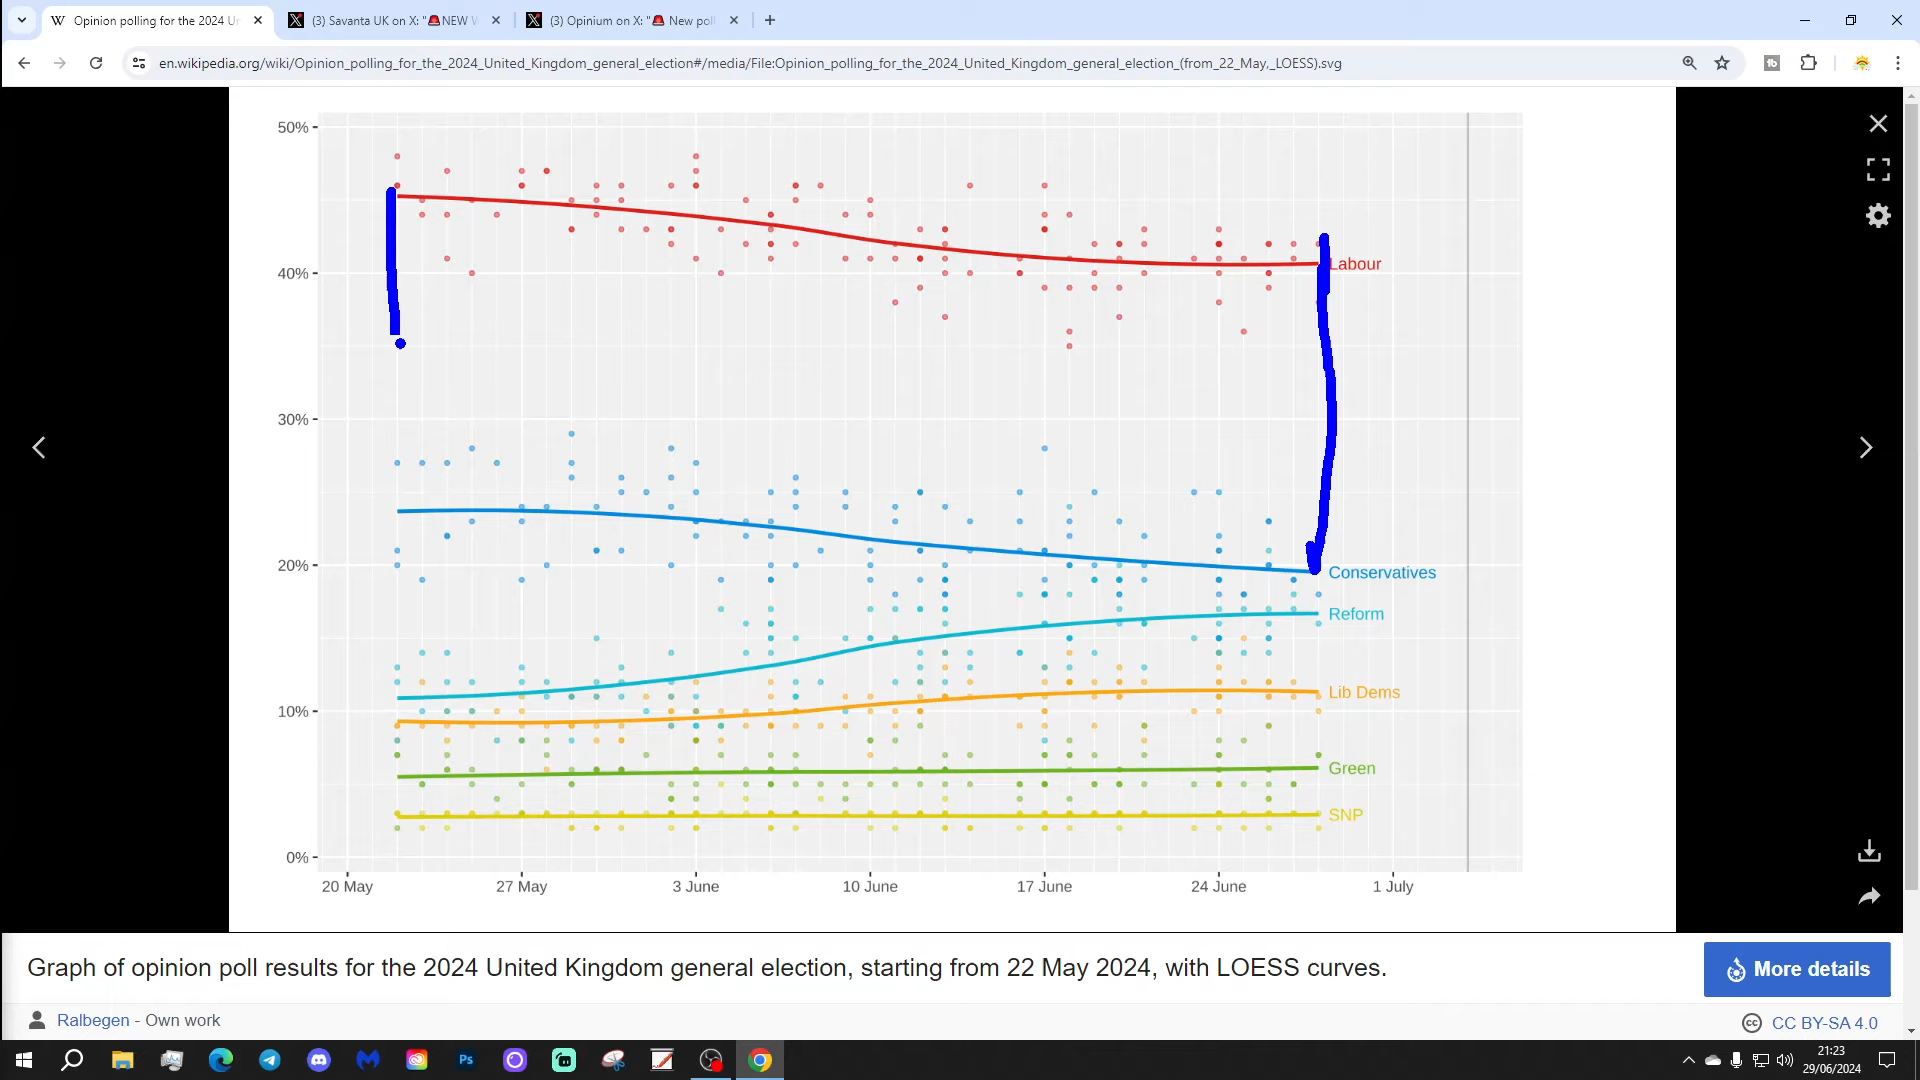 Opinion polling for the 2024 Un
(3) Savanta UK on X: "🚨NEW W
(3) Opinium on X: "🚨 New poll
en.wikipedia.org/wiki/Opinion_polling_for_the_2024_United_Kingdom_general_election#/media/File:Opinion_polling_for_the_2024_United_Kingdom_general_election_(from_22_May,_LOESS).svg
50%
40%
30%
20%
10%
0%
Labour
Conservatives
Reform
Lib Dems
Green
SNP
20 May
27 May
3 June
10 June
17 June
24 June
1 July
Graph of opinion poll results for the 2024 United Kingdom general election, starting from 22 May 2024, with LOESS curves.
More details
Ralbegen - Own work
CC BY-SA 4.0
Ps
21:23
29/06/2024